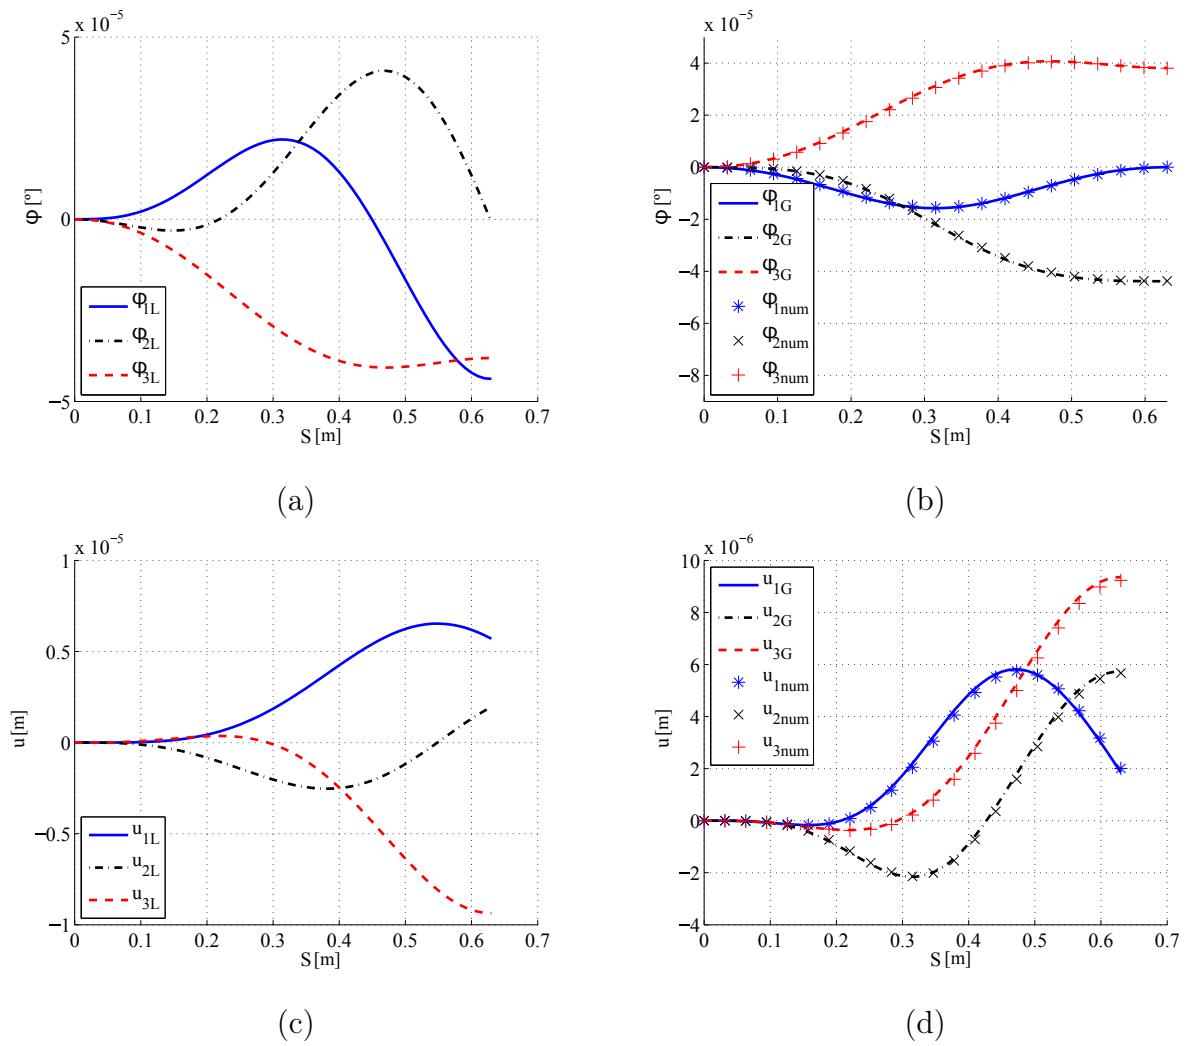 x 10⁻⁵
5
0
−5
φ [º]
φ1L
φ2L
φ3L
0 0.1 0.2 0.3 0.4 0.5 0.6 0.7
S [m]
(a)
x 10⁻⁵
4
2
0
−2
−4
−6
−8
φ [º]
φ1G
φ2G
φ3G
φ1num
φ2num
φ3num
0 0.1 0.2 0.3 0.4 0.5 0.6
S [m]
(b)
x 10⁻⁵
1
0.5
0
−0.5
−1
u [m]
u1L
u2L
u3L
0 0.1 0.2 0.3 0.4 0.5 0.6 0.7
S [m]
(c)
x 10⁻⁶
10
8
6
4
2
0
−2
−4
u [m]
u1G
u2G
u3G
u1num
u2num
u3num
0 0.1 0.2 0.3 0.4 0.5 0.6 0.7
S [m]
(d)